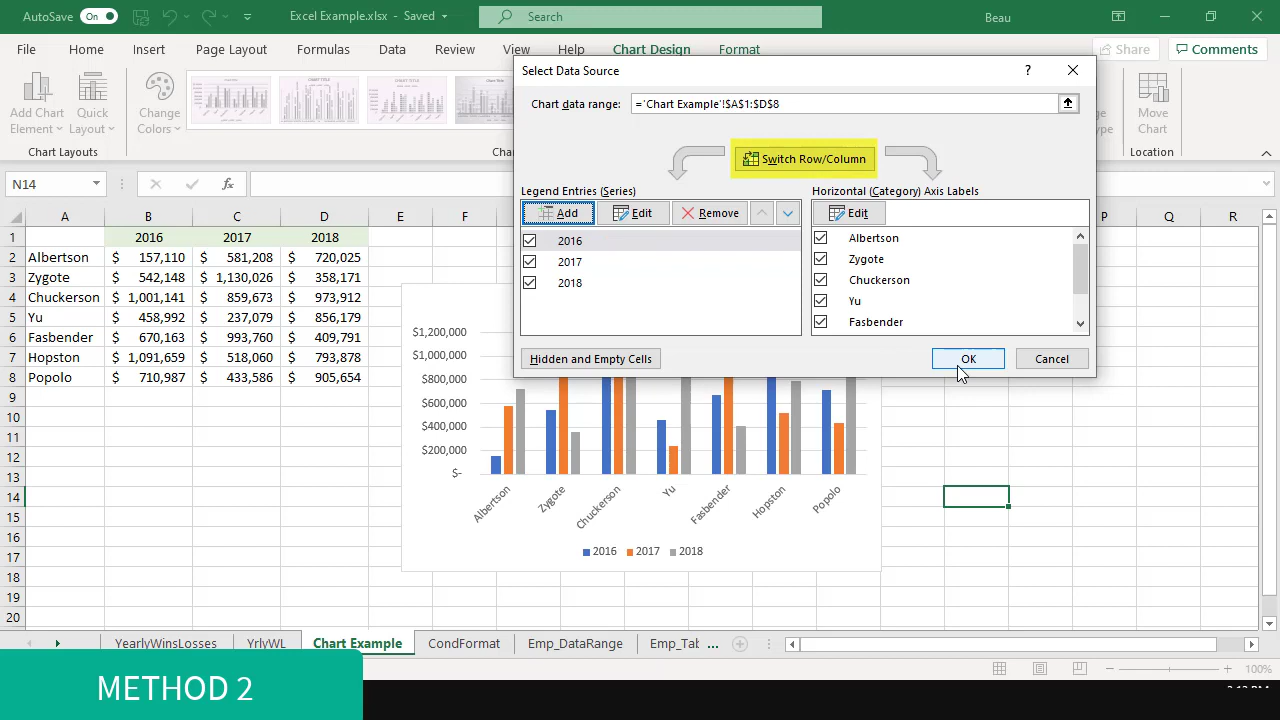 AutoSave On Excel Example.xlsx - Saved Search Beau
File Home Insert Page Layout Formulas Data Review View Help Chart Design Format Share Comments
Add Chart Element
Quick Layout
Change Colors
Move Chart
Chart Layouts
Location
Select Data Source
Chart data range: ='Chart Example'!$A$1:$D$8
Switch Row/Column
Legend Entries (Series)
Horizontal (Category) Axis Labels
Add Edit Remove
Edit
2016
2017
2018
Albertson
Zygote
Chuckerson
Yu
Fasbender
Hidden and Empty Cells
OK Cancel
N14 fx
A B C D E F P Q R
1 2016 2017 2018
2 Albertson $ 157,110 $ 581,208 $ 720,025
3 Zygote $ 542,148 $ 1,130,026 $ 358,171
4 Chuckerson $ 1,001,141 $ 859,673 $ 973,912
5 Yu $ 458,992 $ 237,079 $ 856,179
6 Fasbender $ 670,163 $ 993,760 $ 409,791
7 Hopston $ 1,091,659 $ 518,060 $ 793,878
8 Popolo $ 710,987 $ 433,586 $ 905,654
9
10
11
12
13
14
15
16
17
18
19
20
$1,200,000
$1,000,000
$800,000
$600,000
$400,000
$200,000
$-
Albertson Zygote Chuckerson Yu Fasbender Hopston Popolo
2016 2017 2018
YearlyWinsLosses YrlyWL Chart Example CondFormat Emp_DataRange Emp_Tab ...
100%
METHOD 2